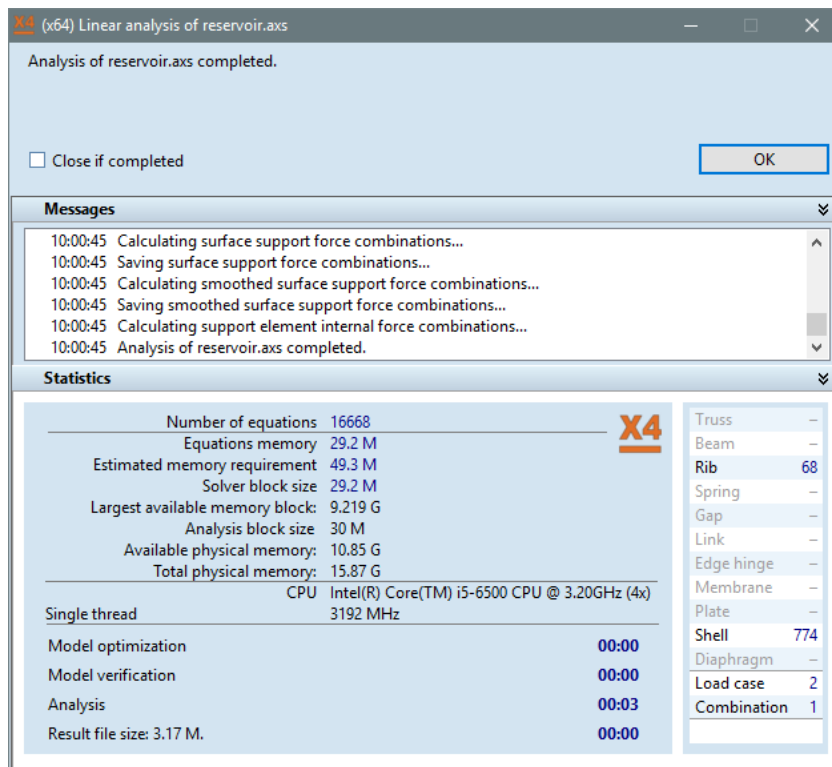 X4 (x64) Linear analysis of reservoir.axs
Analysis of reservoir.axs completed.
Close if completed
OK
Messages
10:00:45 Calculating surface support force combinations...
10:00:45 Saving surface support force combinations...
10:00:45 Calculating smoothed surface support force combinations...
10:00:45 Saving smoothed surface support force combinations...
10:00:45 Calculating support element internal force combinations...
10:00:45 Analysis of reservoir.axs completed.
Statistics
Number of equations 16668
Equations memory 29.2 M
Estimated memory requirement 49.3 M
Solver block size 29.2 M
Largest available memory block: 9.219 G
Analysis block size 30 M
Available physical memory: 10.85 G
Total physical memory: 15.87 G
CPU Intel(R) Core(TM) i5-6500 CPU @ 3.20GHz (4x)
Single thread 3192 MHz
Model optimization 00:00
Model verification 00:00
Analysis 00:03
Result file size: 3.17 M. 00:00
X4
Truss –
Beam –
Rib 68
Spring –
Gap –
Link –
Edge hinge –
Membrane –
Plate –
Shell 774
Diaphragm –
Load case 2
Combination 1